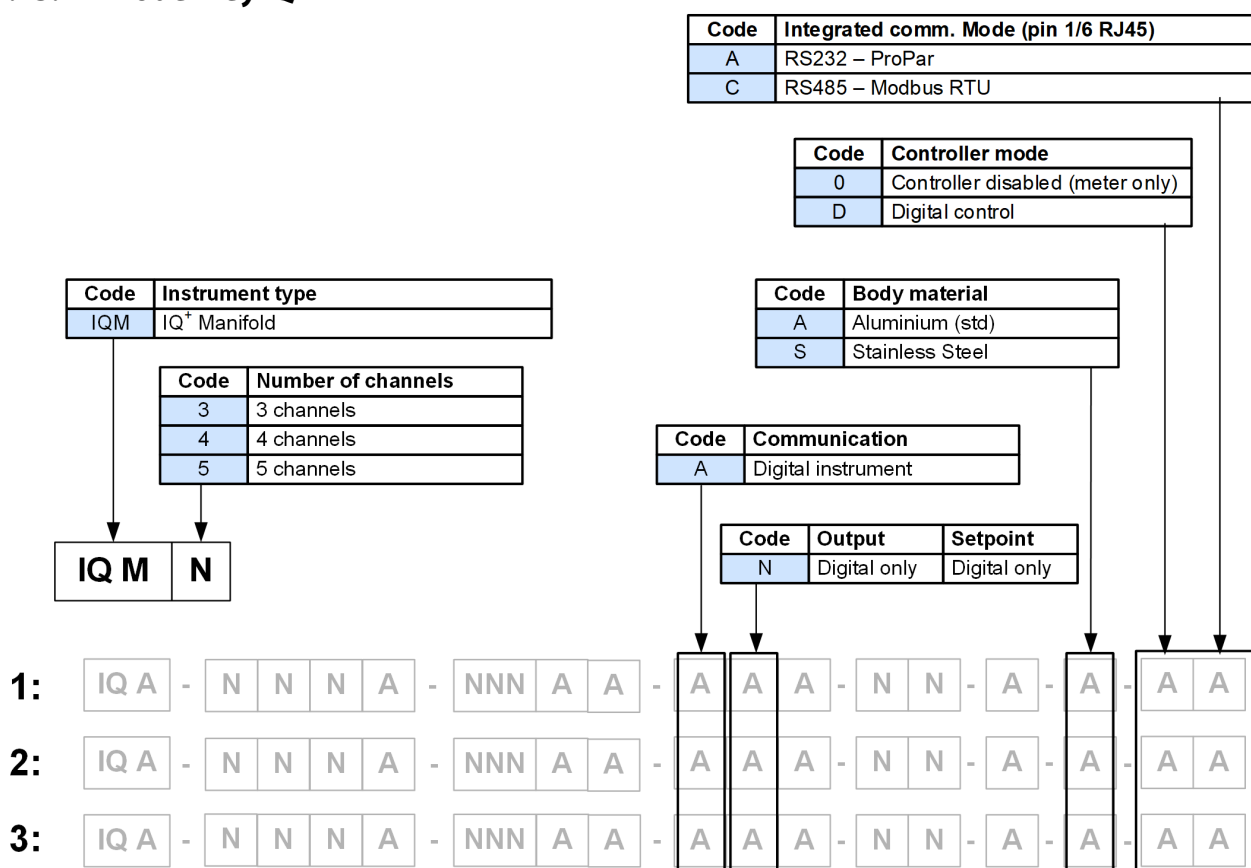 Code Integrated comm. Mode (pin 1/6 RJ45)
A RS232 – ProPar
C RS485 – Modbus RTU
Code Controller mode
0 Controller disabled (meter only)
D Digital control
Code Instrument type
IQM IQ+ Manifold
Code Body material
A Aluminium (std)
S Stainless Steel
Code Number of channels
3 3 channels
4 4 channels
5 5 channels
Code Communication
A Digital instrument
Code Output Setpoint
N Digital only Digital only
IQ M N
1: IQ A - N N N A - NNN A A - A A A - N N - A - A - A A
2: IQ A - N N N A - NNN A A - A A A - N N - A - A - A A
3: IQ A - N N N A - NNN A A - A A A - N N - A - A - A A